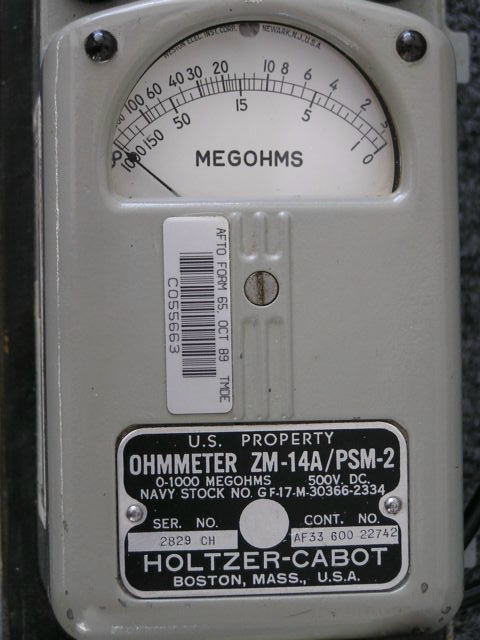 WESTON ELEC. INST. CORP. NEWARK, N.J., U.S.A.
1000 200 100 60 40 30 20 10 8 6 4 2 .5
150 50 15 5 1 0
MEGOHMS
AFTO FORM 65, OCT 89 TMDE
C055663
U.S. PROPERTY
OHMMETER ZM-14A/PSM-2
0-1000 MEGOHMS 500V. DC.
NAVY STOCK NO. GF-17-M-30366-2334
SER. NO. CONT. NO.
2829 CH AF33 600 22742
HOLTZER-CABOT
BOSTON, MASS., U.S.A.